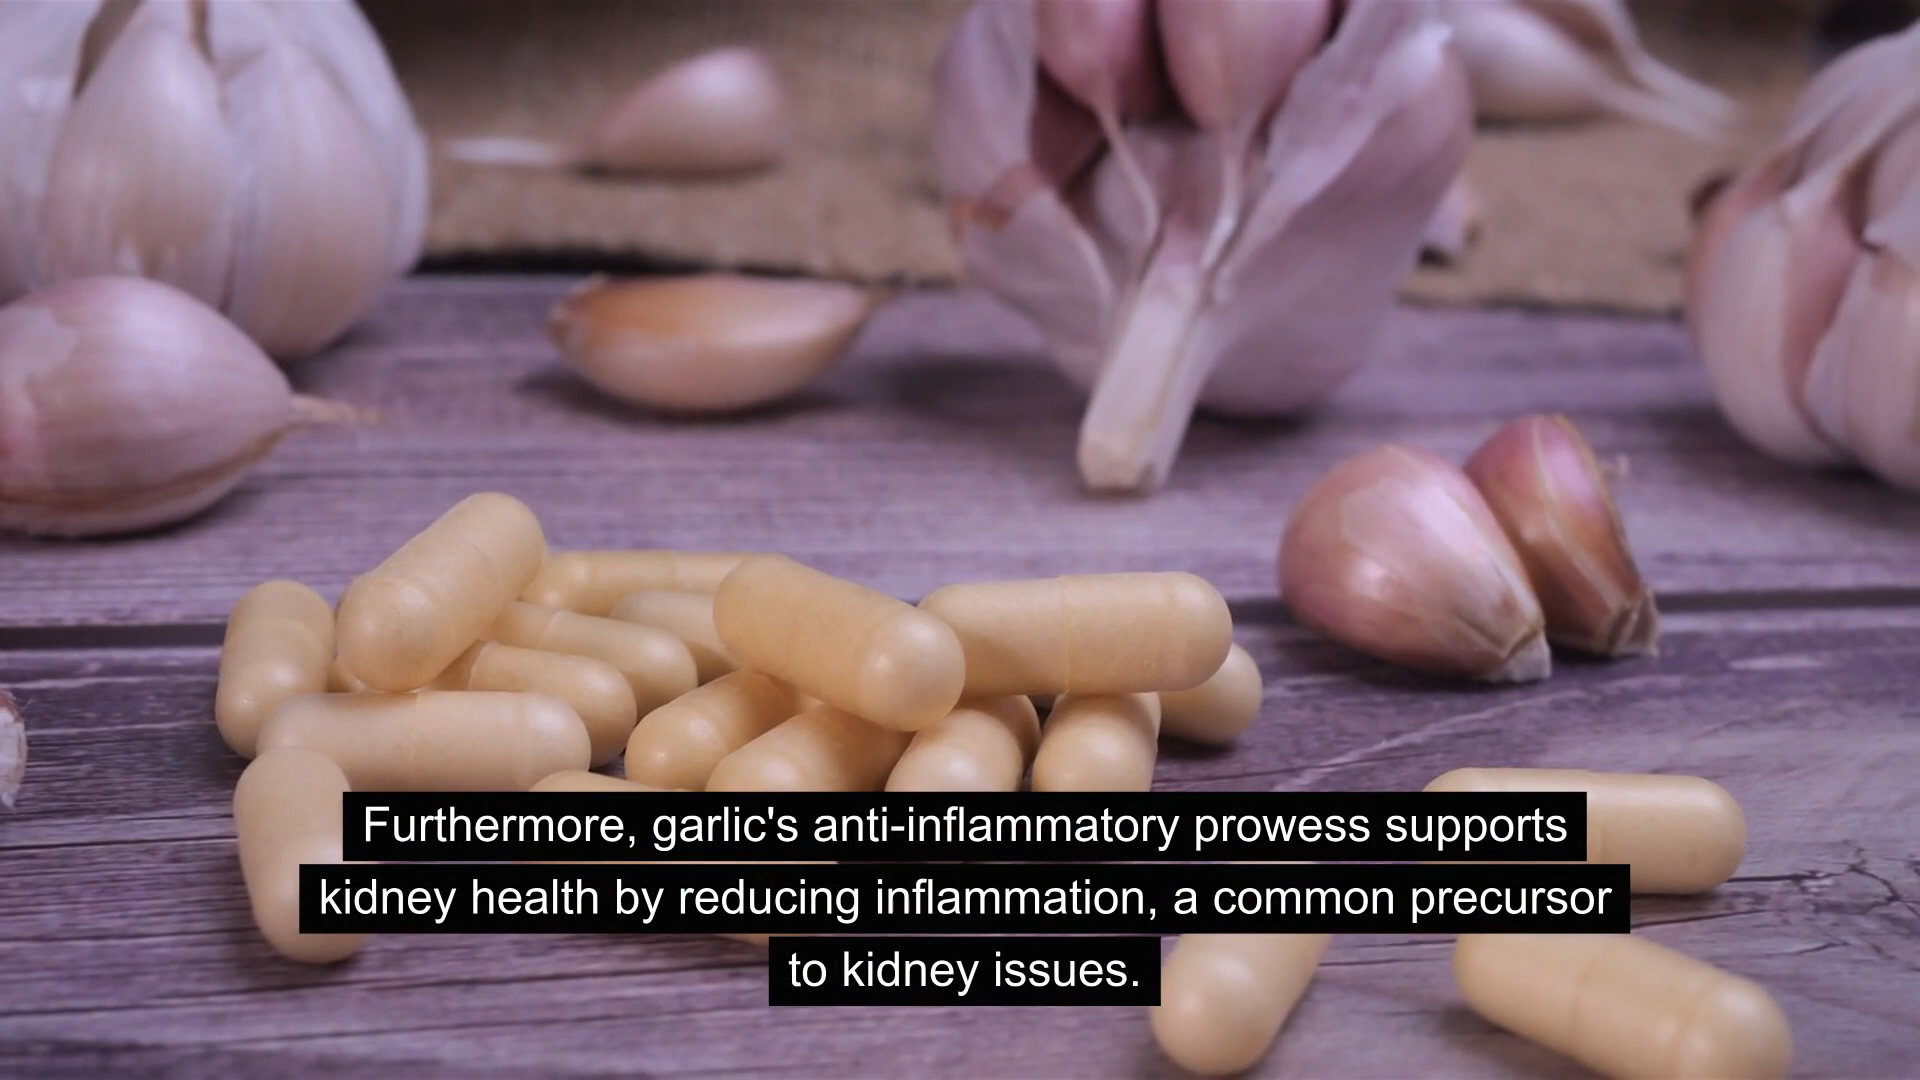 Furthermore, garlic's anti-inflammatory prowess supports
kidney health by reducing inflammation, a common precursor
to kidney issues.